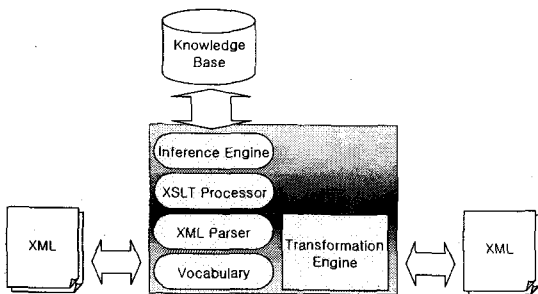 Knowledge
Base
Inference Engine
XSLT Processor
XML Parser
Vocabulary
Transformation
Engine
XML
XML